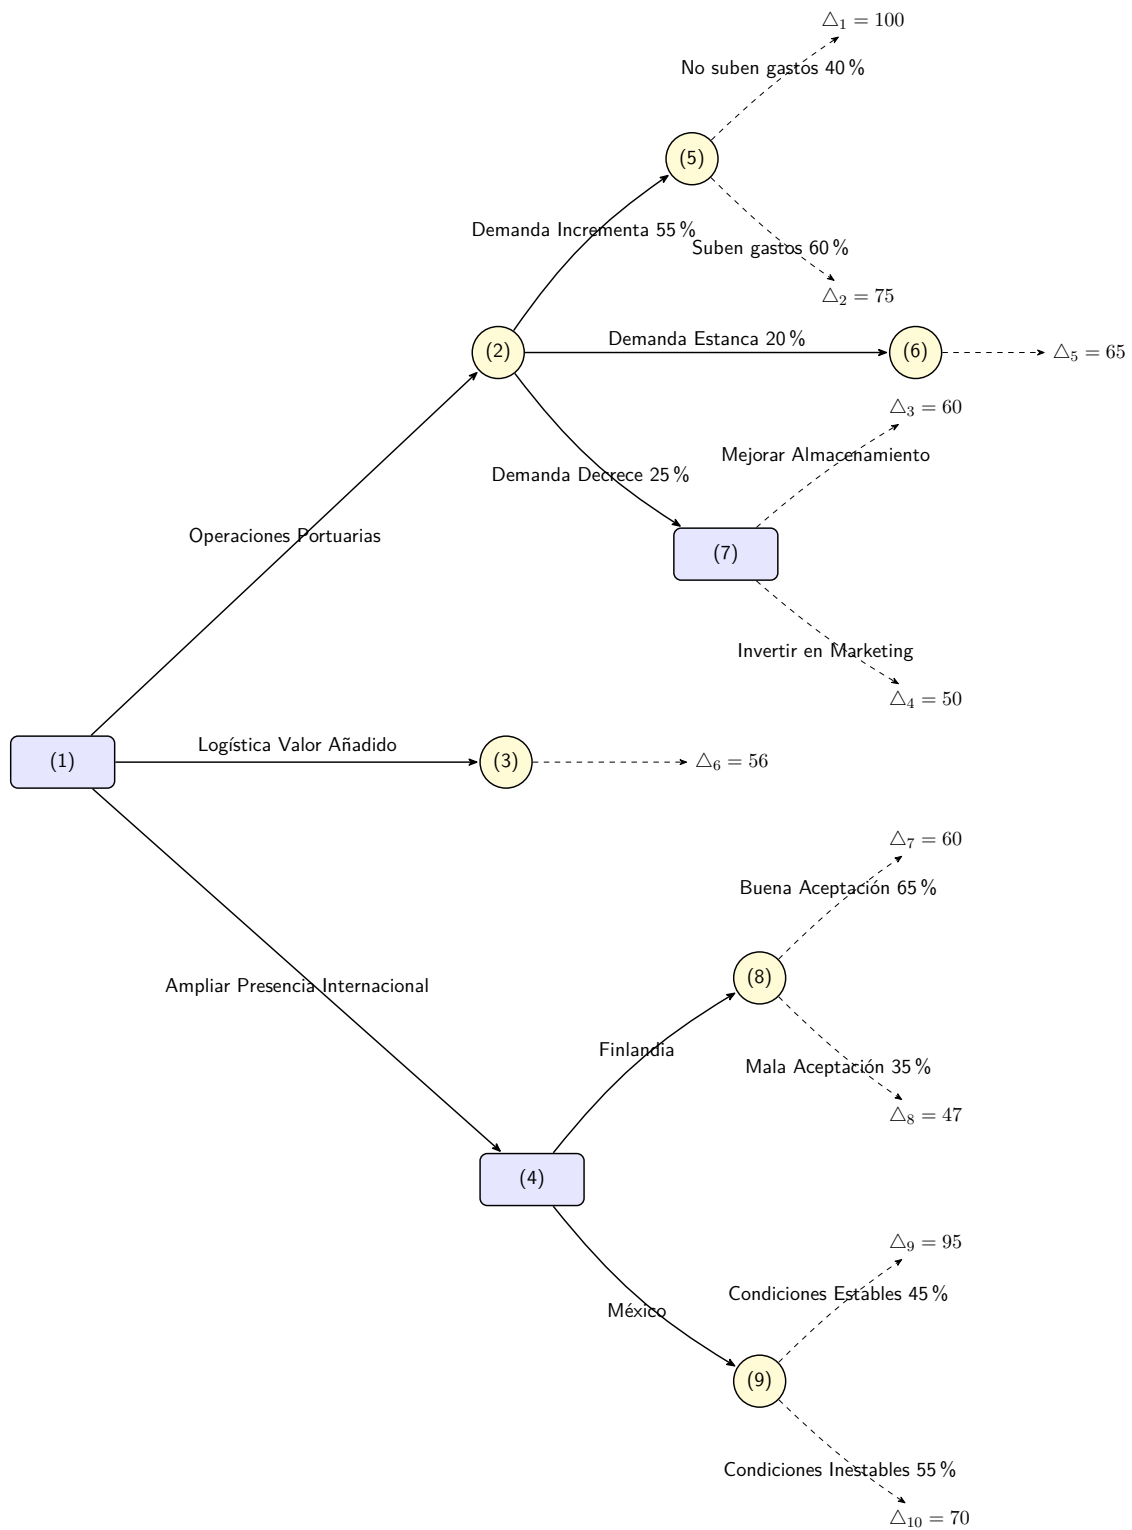 △₁ = 100
No suben gastos 40 %
(5)
Demanda Incrementa 55 %
Suben gastos 60 %
△₂ = 75
Demanda Estanca 20 %
(2)
(6)
△₅ = 65
△₃ = 60
Mejorar Almacenamiento
Demanda Decrece 25 %
Operaciones Portuarias
(7)
Invertir en Marketing
△₄ = 50
Logística Valor Añadido
(1)
(3)
△₆ = 56
△₇ = 60
Buena Aceptación 65 %
(8)
Ampliar Presencia Internacional
Finlandia
Mala Aceptación 35 %
△₈ = 47
(4)
△₉ = 95
Condiciones Estables 45 %
México
(9)
Condiciones Inestables 55 %
△₁₀ = 70